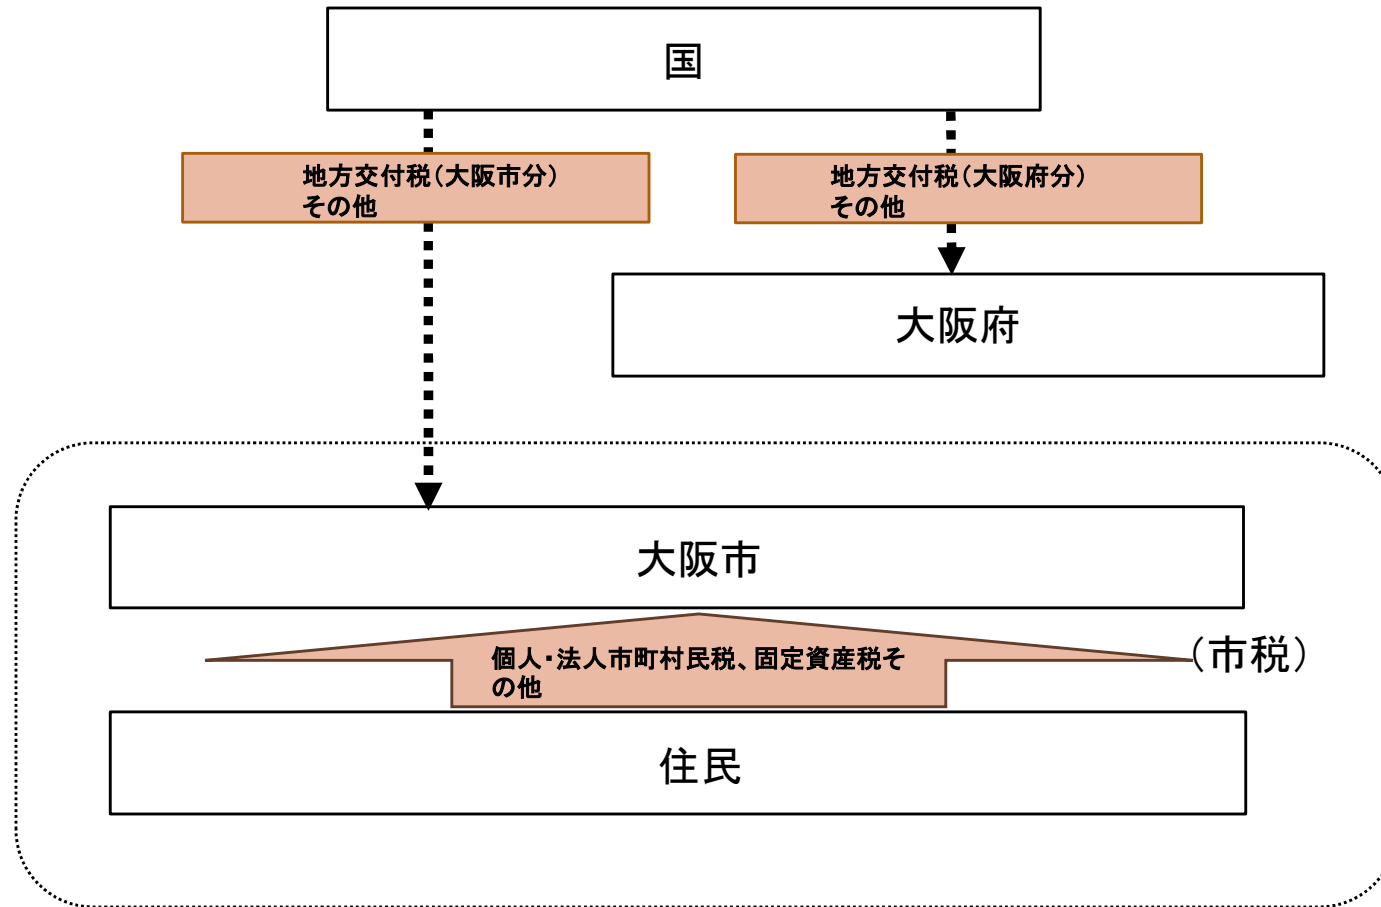 国
地方交付税(大阪市分)
その他
地方交付税(大阪府分)
その他
大阪府
大阪市
個人・法人市町村民税、固定資産税そ
の他
(市税)
住民